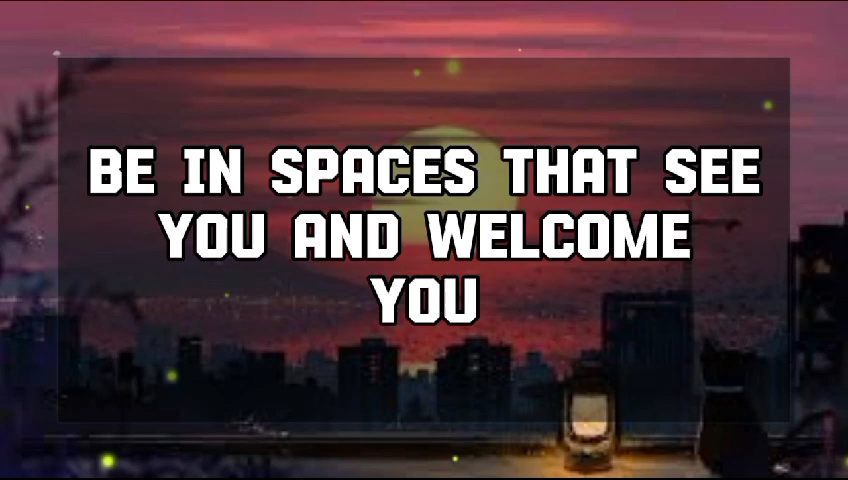 BE IN SPACES THAT SEE
YOU AND WELCOME
YOU